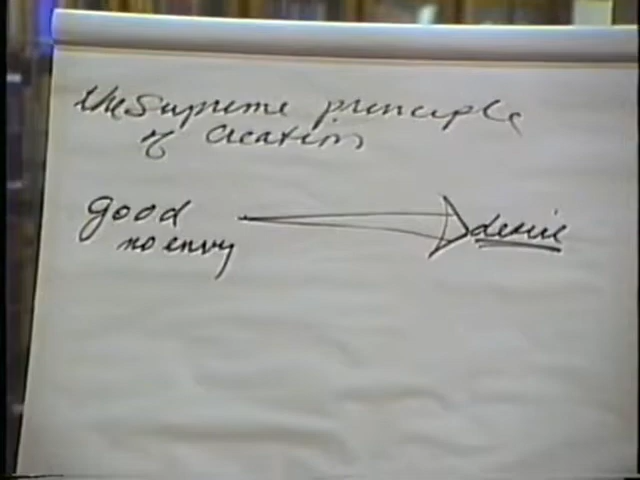 the Supreme principle
of Creation
good
no envy
desire